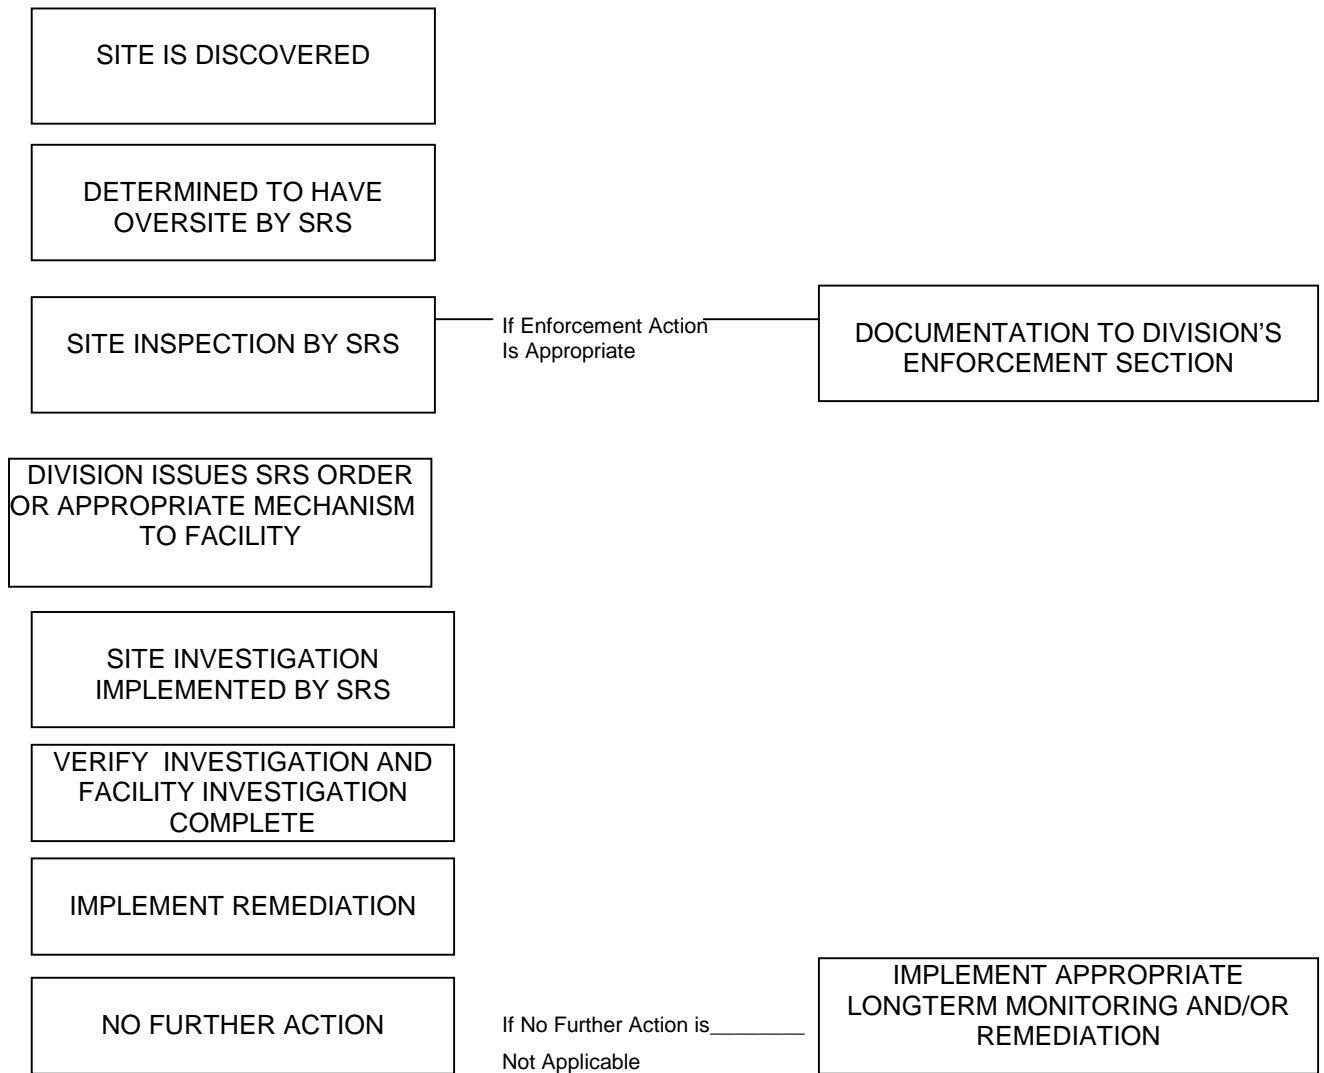 SITE IS DISCOVERED
DETERMINED TO HAVE
OVERSITE BY SRS
SITE INSPECTION BY SRS
If Enforcement Action
Is Appropriate
DOCUMENTATION TO DIVISION’S
ENFORCEMENT SECTION
DIVISION ISSUES SRS ORDER
OR APPROPRIATE MECHANISM
TO FACILITY
SITE INVESTIGATION
IMPLEMENTED BY SRS
VERIFY INVESTIGATION AND
FACILITY INVESTIGATION
COMPLETE
IMPLEMENT REMEDIATION
NO FURTHER ACTION
If No Further Action is________
Not Applicable
IMPLEMENT APPROPRIATE
LONGTERM MONITORING AND/OR
REMEDIATION